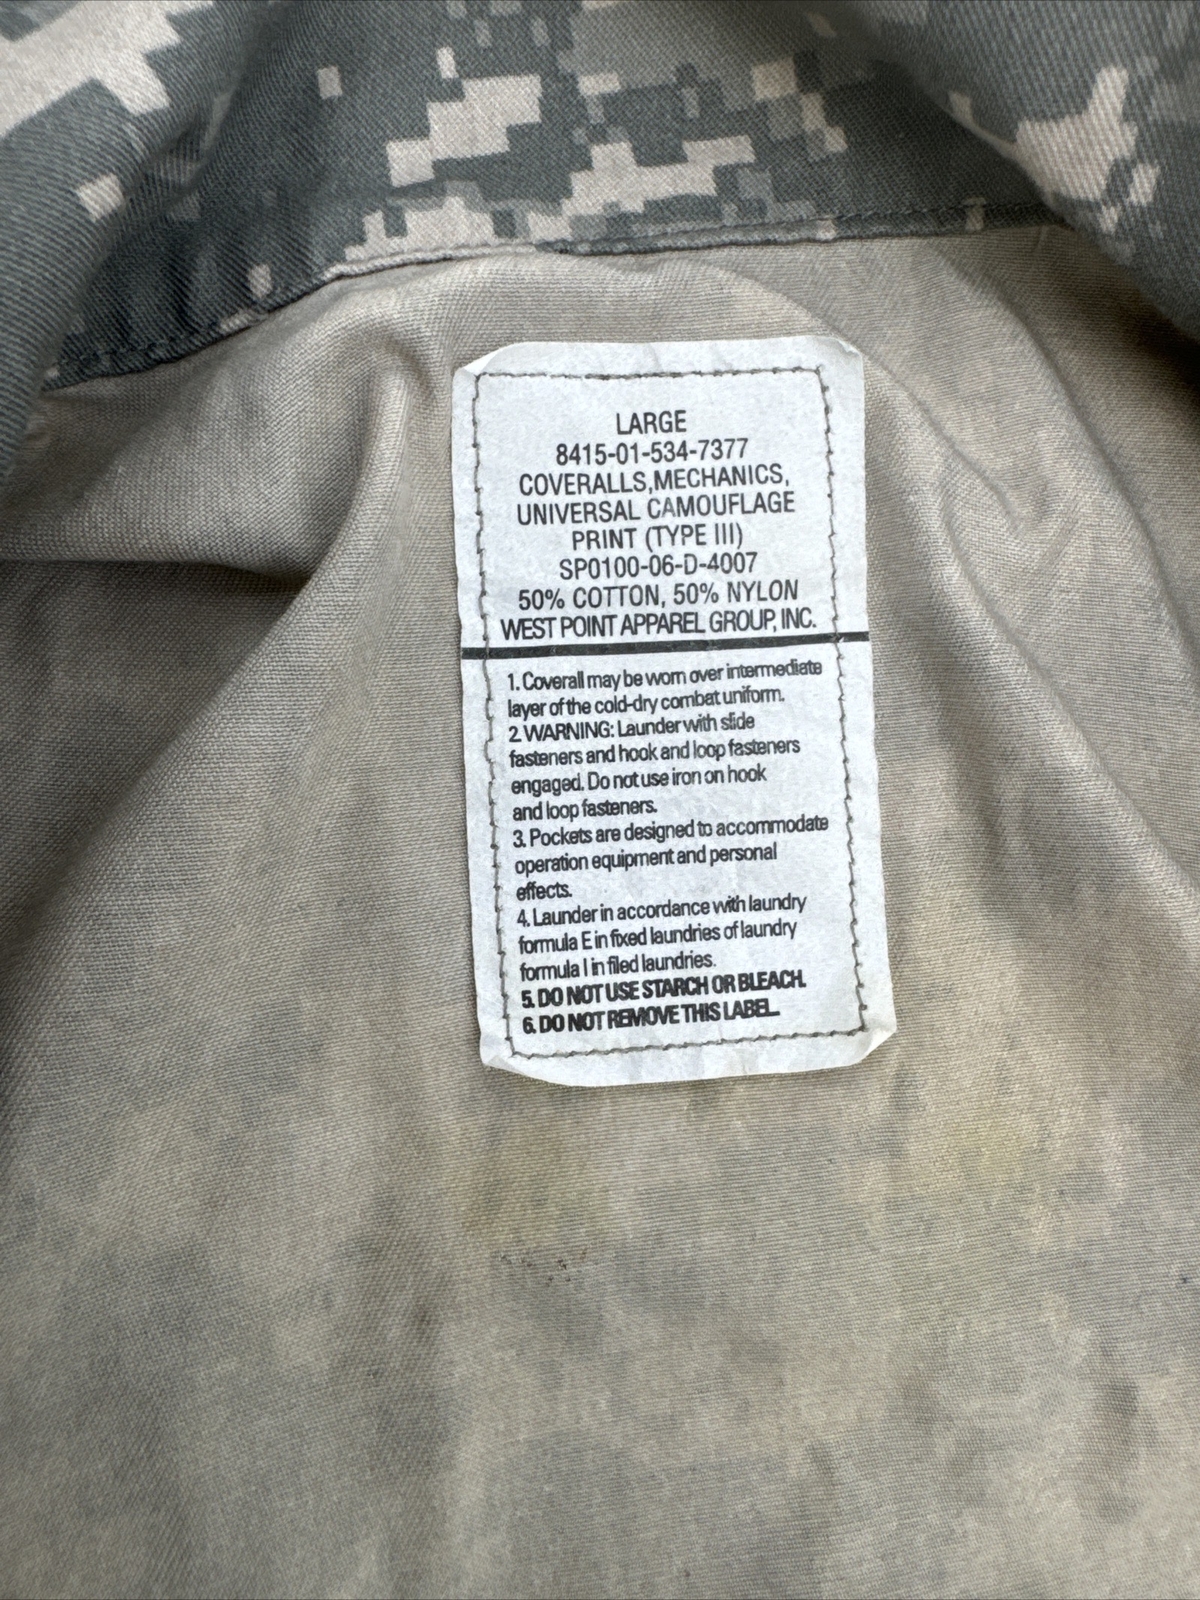 LARGE
8415-01-534-7377
COVERALLS,MECHANICS,
UNIVERSAL CAMOUFLAGE
PRINT (TYPE III)
SP0100-06-D-4007
50% COTTON, 50% NYLON
WEST POINT APPAREL GROUP, INC.
1. Coverall may be worn over intermediate
layer of the cold-dry combat uniform.
2. WARNING: Launder with slide
fasteners and hook and loop fasteners
engaged. Do not use iron on hook
and loop fasteners.
3. Pockets are designed to accommodate
operation equipment and personal
effects.
4. Launder in accordance with laundry
formula E in fixed laundries of laundry
formula I in filed laundries.
5. DO NOT USE STARCH OR BLEACH.
6. DO NOT REMOVE THIS LABEL.